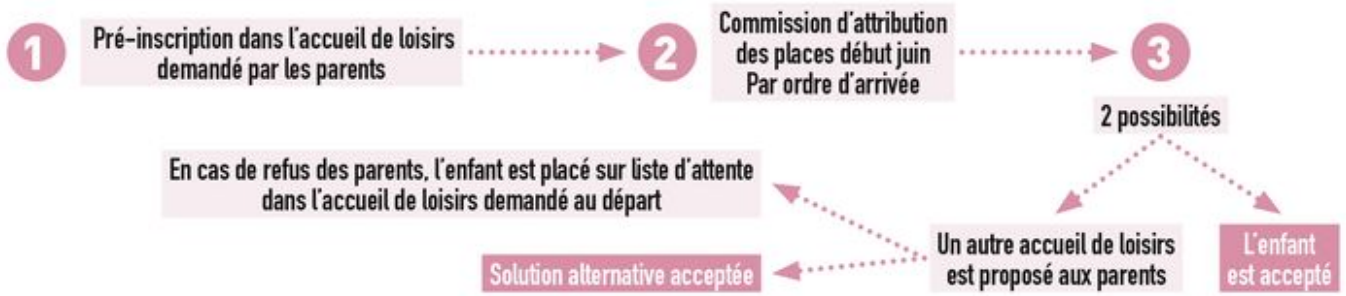 1
Pré-inscription dans l'accueil de loisirs
demandé par les parents
2
Commission d'attribution
des places début juin
Par ordre d'arrivée
3
2 possibilités
En cas de refus des parents, l'enfant est placé sur liste d'attente
dans l'accueil de loisirs demandé au départ
Solution alternative acceptée
Un autre accueil de loisirs
est proposé aux parents
L'enfant
est accepté